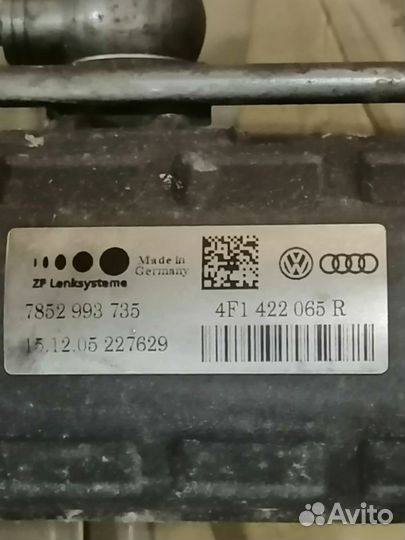 ZF Lenksysteme
Made in
Germany
7852 993 735
4F1 422 065 R
15.12.05 227629
Avito